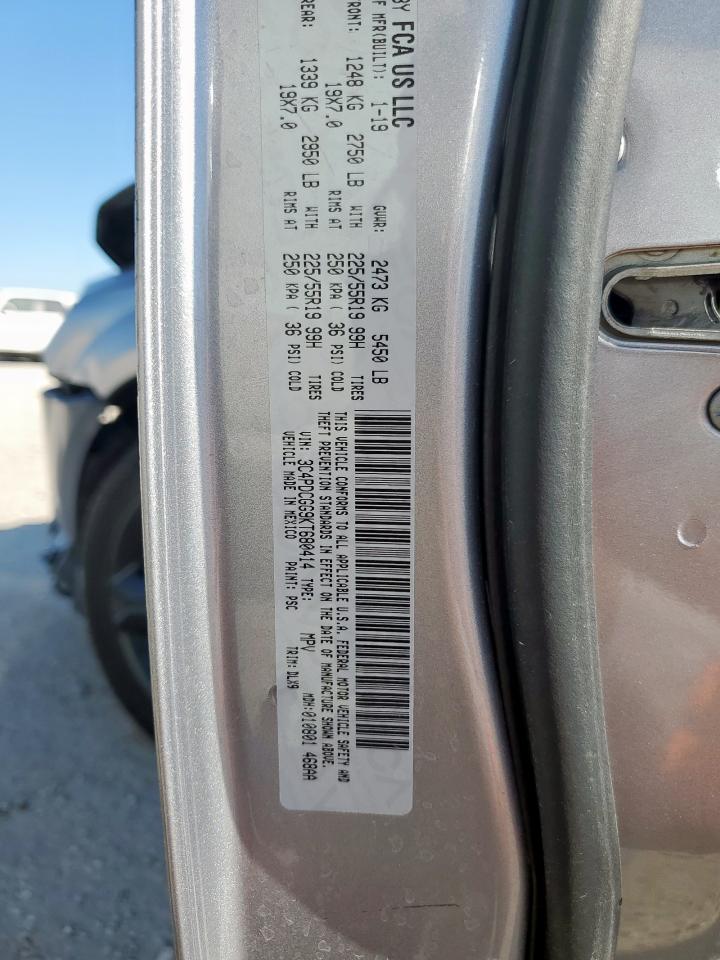 BY FCA US LLC
F MFR(BUILT): 1-19 GVWR: 2473 KG 5450 LB
FRONT: 1248 KG 2750 LB WITH 225/55R19 99H TIRES
19X7.0 RIMS AT 250 KPA ( 36 PSI) COLD
REAR: 1339 KG 2950 LB WITH 225/55R19 99H TIRES
19X7.0 RIMS AT 250 KPA ( 36 PSI) COLD
THIS VEHICLE CONFORMS TO ALL APPLICABLE U.S.A. FEDERAL MOTOR VEHICLE SAFETY AND
THEFT PREVENTION STANDARDS IN EFFECT ON THE DATE OF MANUFACTURE SHOWN ABOVE.
VIN: 3C4PDCGG9KT680414 TYPE: MPV MDH:010801 468AA
VEHICLE MADE IN MEXICO PAINT: PSC TRIM: DLX9